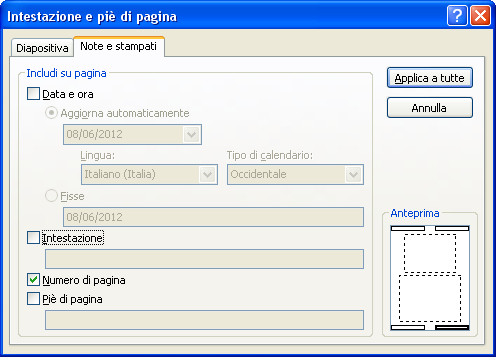 Intestazione e piè di pagina
Diapositiva
Note e stampati
Includi su pagina
Data e ora
Aggiorna automaticamente
08/06/2012
Lingua:
Tipo di calendario:
Italiano (Italia)
Occidentale
Fisse
08/06/2012
Intestazione
Numero di pagina
Piè di pagina
Applica a tutte
Annulla
Anteprima